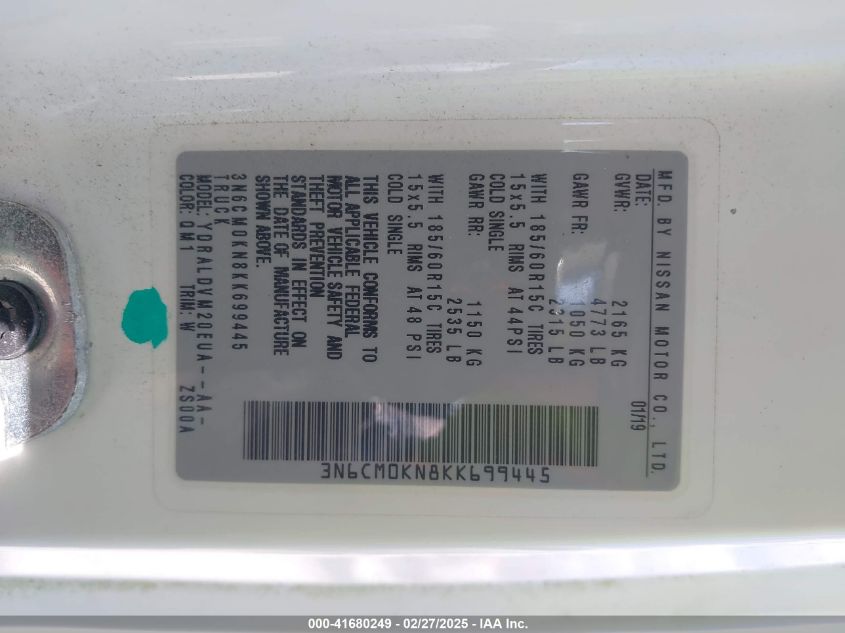 MFD. BY NISSAN MOTOR CO., LTD.
DATE: 01/19
GVWR: 2165 KG
4773 LB
GAWR FR: 1050 KG
2315 LB
WITH 185/60R15C TIRES
15x5.5 RIMS AT 44PSI
COLD SINGLE
GAWR RR: 1150 KG
2535 LB
WITH 185/60R15C TIRES
15x5.5 RIMS AT 48 PSI
COLD SINGLE
THIS VEHICLE CONFORMS TO
ALL APPLICABLE FEDERAL
MOTOR VEHICLE SAFETY AND
THEFT PREVENTION
STANDARDS IN EFFECT ON
THE DATE OF MANUFACTURE
SHOWN ABOVE.
3N6CM0KN8KK699445
TRUCK
MODEL: YDRALDVM20EUA--AA-
COLOR: QM1 TRIM: W ZS00A
3N6CM0KN8KK699445
000-41680249 - 02/27/2025 - IAA Inc.